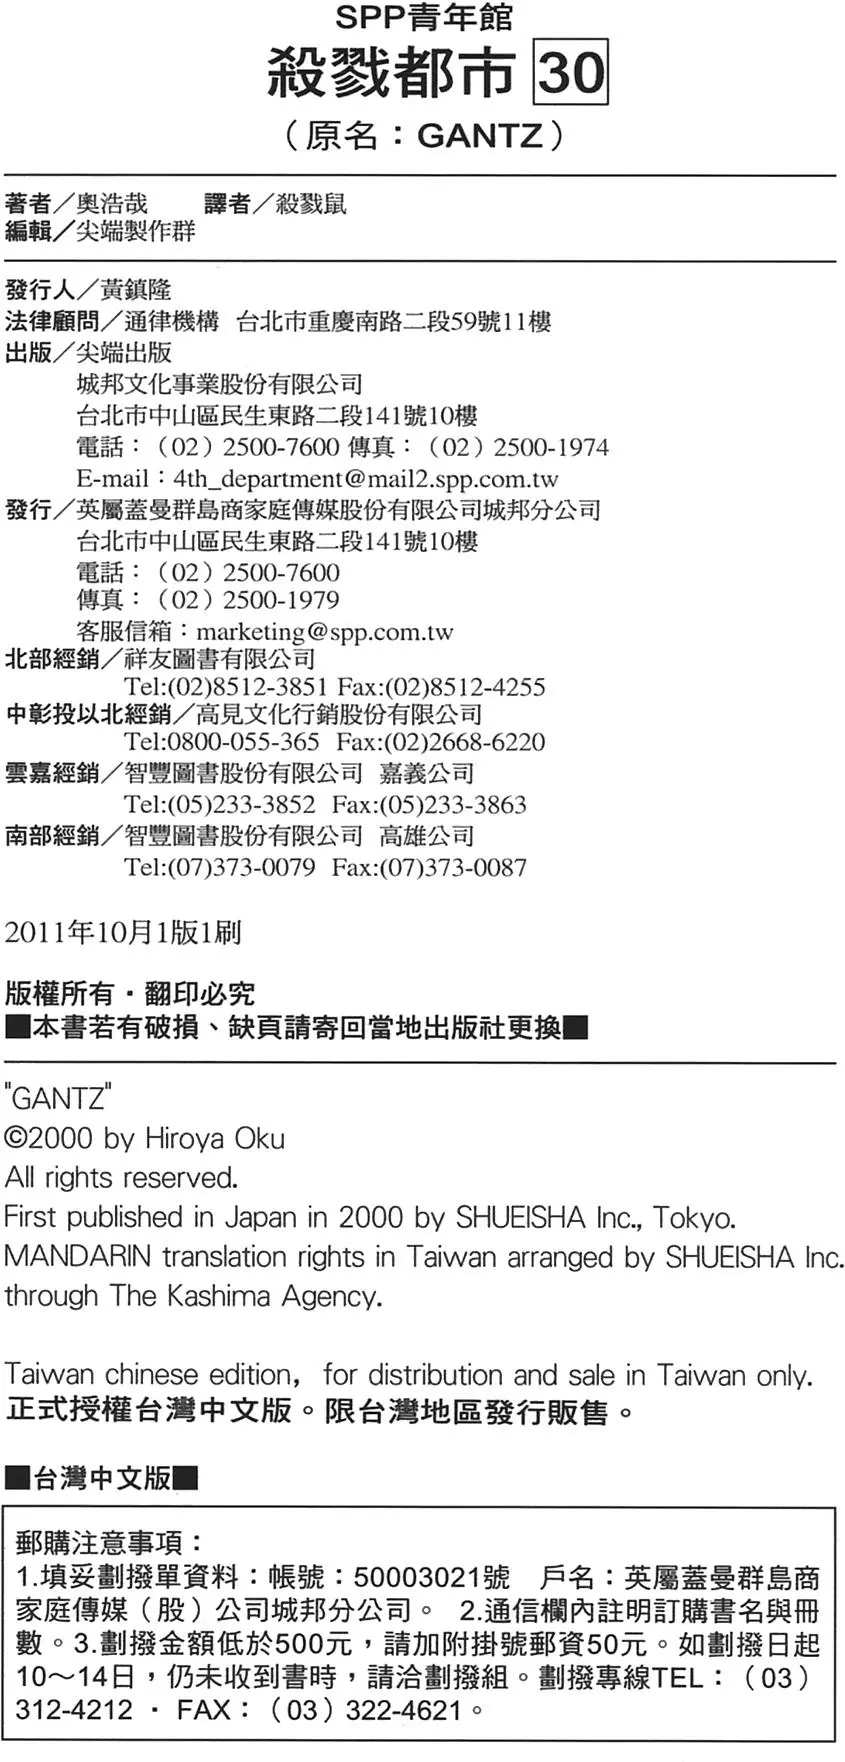 SPP青年館
殺戮都市 30
（原名：GANTZ）
著者／奧浩哉　　譯者／殺戮鼠
編輯／尖端製作群
發行人／黃鎮隆
法律顧問／通律機構 台北市重慶南路二段59號11樓
出版／尖端出版
城邦文化事業股份有限公司
台北市中山區民生東路二段141號10樓
電話：（02）2500-7600 傳真：（02）2500-1974
E-mail：4th_department@mail2.spp.com.tw
發行／英屬蓋曼群島商家庭傳媒股份有限公司城邦分公司
台北市中山區民生東路二段141號10樓
電話：（02）2500-7600
傳真：（02）2500-1979
客服信箱：marketing@spp.com.tw
北部經銷／祥友圖書有限公司
Tel:(02)8512-3851 Fax:(02)8512-4255
中彰投以北經銷／高見文化行銷股份有限公司
Tel:0800-055-365 Fax:(02)2668-6220
雲嘉經銷／智豐圖書股份有限公司 嘉義公司
Tel:(05)233-3852 Fax:(05)233-3863
南部經銷／智豐圖書股份有限公司 高雄公司
Tel:(07)373-0079 Fax:(07)373-0087
2011年10月1版1刷
版權所有・翻印必究
■本書若有破損、缺頁請寄回當地出版社更換■
"GANTZ"
©2000 by Hiroya Oku
All rights reserved.
First published in Japan in 2000 by SHUEISHA Inc., Tokyo.
MANDARIN translation rights in Taiwan arranged by SHUEISHA Inc.
through The Kashima Agency.
Taiwan chinese edition，for distribution and sale in Taiwan only.
正式授權台灣中文版。限台灣地區發行販售。
■台灣中文版■
郵購注意事項：
1.填妥劃撥單資料：帳號：50003021號　戶名：英屬蓋曼群島商
家庭傳媒（股）公司城邦分公司。 2.通信欄內註明訂購書名與冊
數。3.劃撥金額低於500元，請加附掛號郵資50元。如劃撥日起
10～14日，仍未收到書時，請洽劃撥組。劃撥專線TEL：（03）
312-4212 ・ FAX：（03）322-4621。